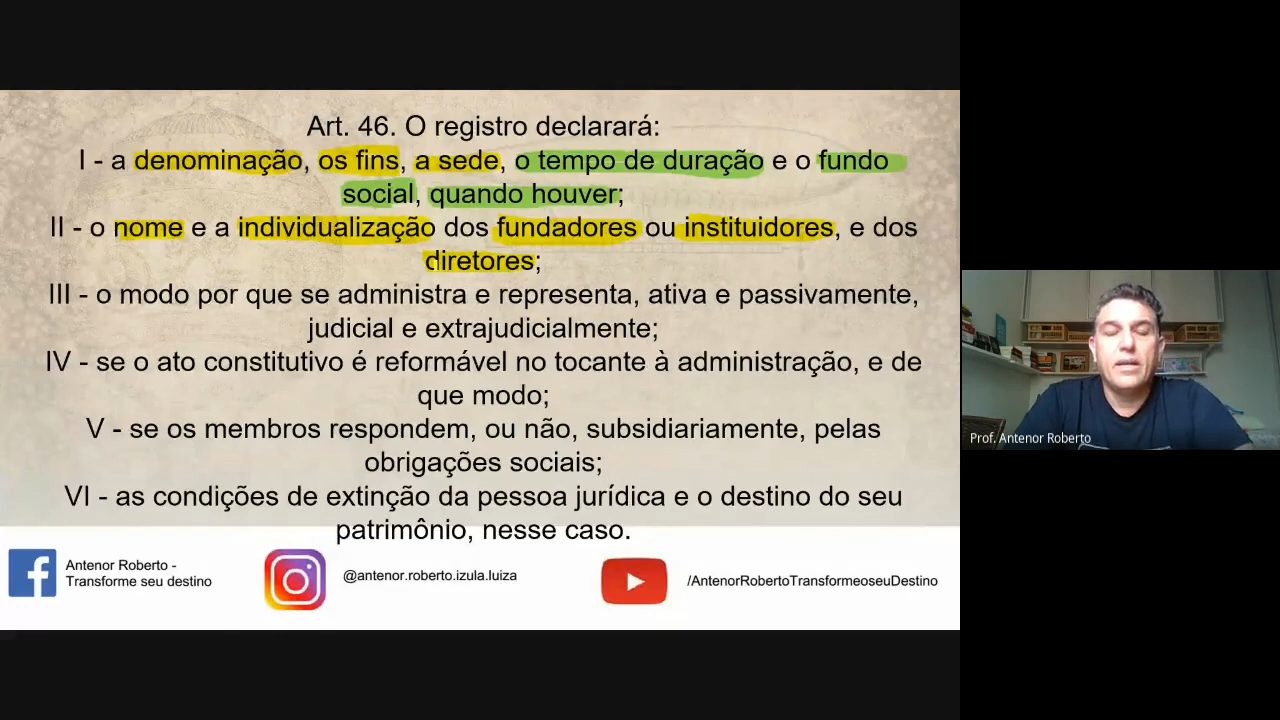 Art. 46. O registro declarará:
I - a denominação, os fins, a sede, o tempo de duração e o fundo
social, quando houver;
II - o nome e a individualização dos fundadores ou instituidores, e dos
diretores;
III - o modo por que se administra e representa, ativa e passivamente,
judicial e extrajudicialmente;
IV - se o ato constitutivo é reformável no tocante à administração, e de
que modo;
V - se os membros respondem, ou não, subsidiariamente, pelas
obrigações sociais;
VI - as condições de extinção da pessoa jurídica e o destino do seu
patrimônio, nesse caso.
Antenor Roberto -
Transforme seu destino
@antenor.roberto.izula.luiza
/AntenorRobertoTransformeoseuDestino
Prof. Antenor Roberto